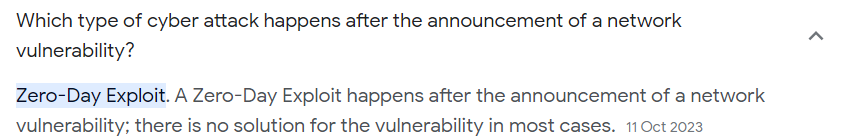 Which type of cyber attack happens after the announcement of a network
vulnerability?
Zero-Day Exploit. A Zero-Day Exploit happens after the announcement of a network
vulnerability; there is no solution for the vulnerability in most cases. 11 Oct 2023